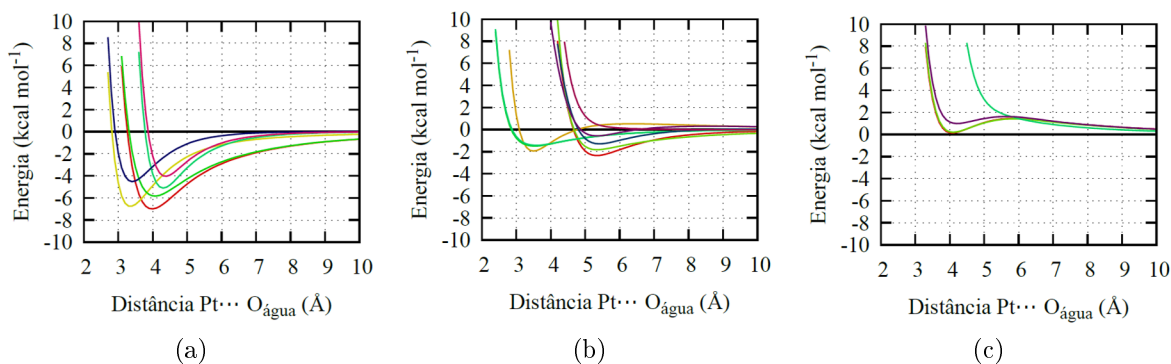 Energia (kcal mol⁻¹)
10
8
6
4
2
0
-2
-4
-6
-8
-10
2 3 4 5 6 7 8 9 10
Distância Pt··· Oágua (Å)
(a)
Energia (kcal mol⁻¹)
10
8
6
4
2
0
-2
-4
-6
-8
-10
2 3 4 5 6 7 8 9 10
Distância Pt··· Oágua (Å)
(b)
Energia (kcal mol⁻¹)
10
8
6
4
2
0
-2
-4
-6
-8
-10
2 3 4 5 6 7 8 9 10
Distância Pt··· Oágua (Å)
(c)